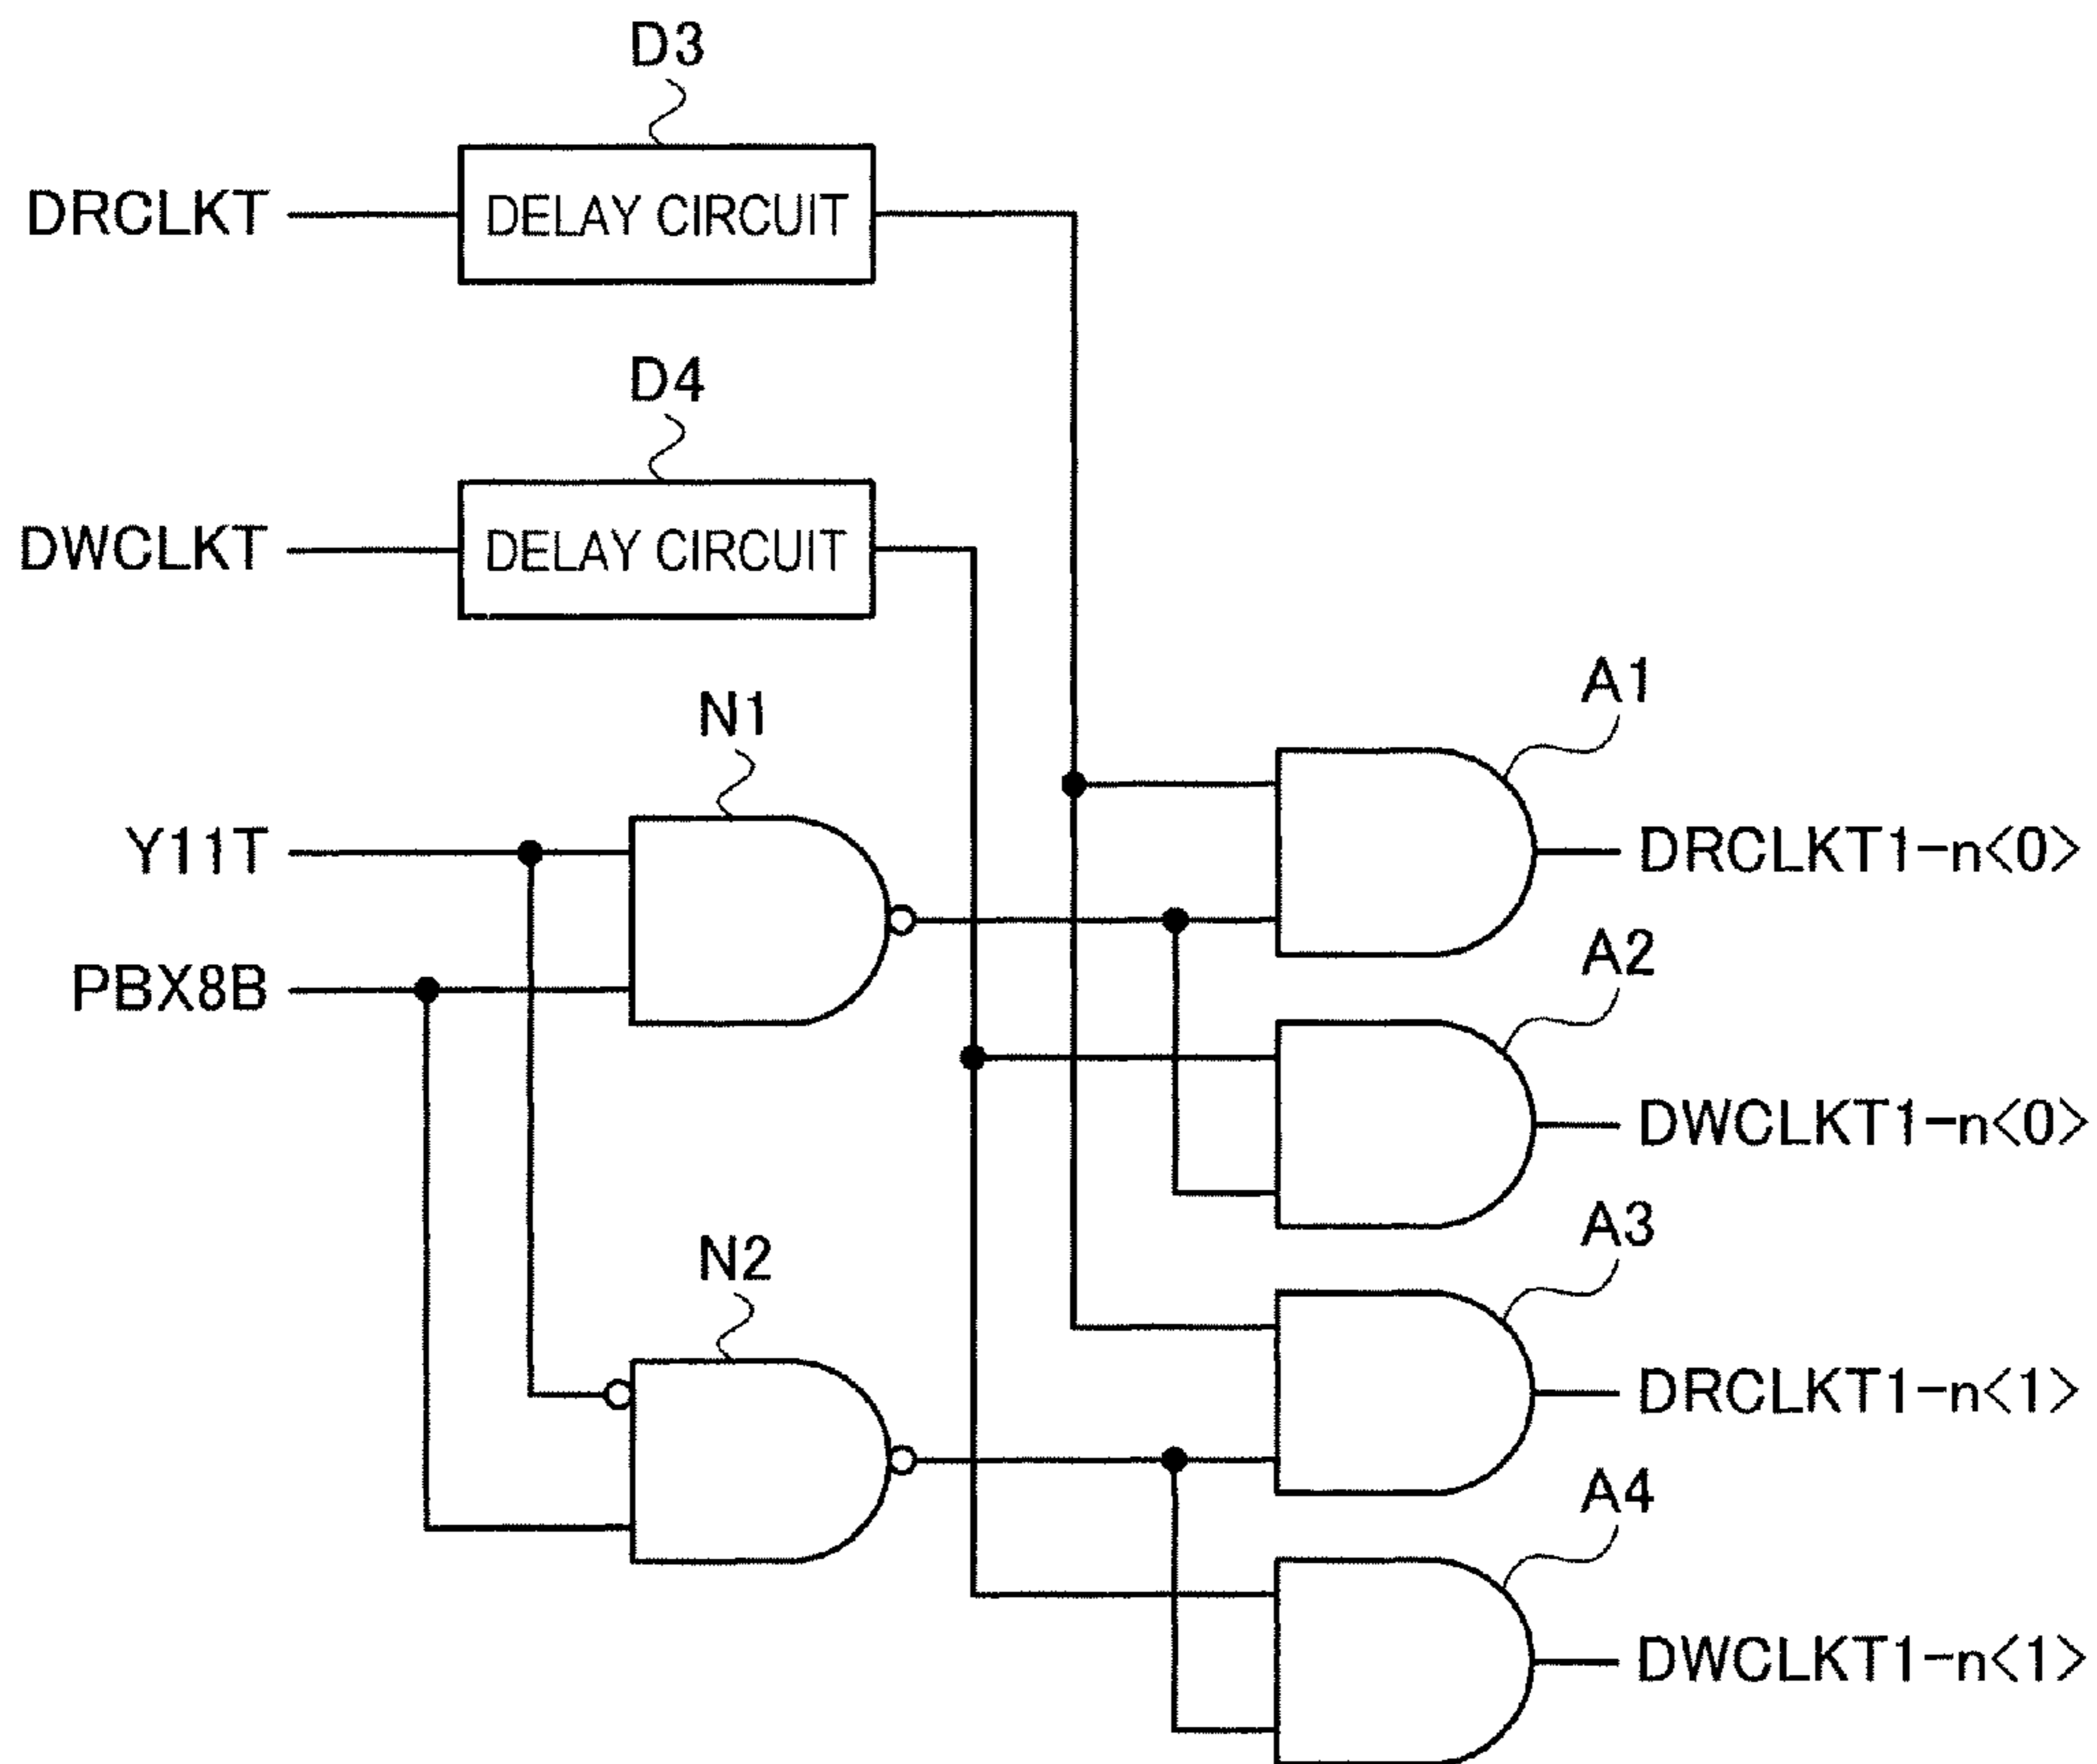 D3
DRCLKT
DELAY CIRCUIT
D4
DWCLKT
DELAY CIRCUIT
A1
N1
Y11T
DRCLKT1-n<0>
A2
PBX8B
DWCLKT1-n<0>
A3
N2
DRCLKT1-n<1>
A4
DWCLKT1-n<1>